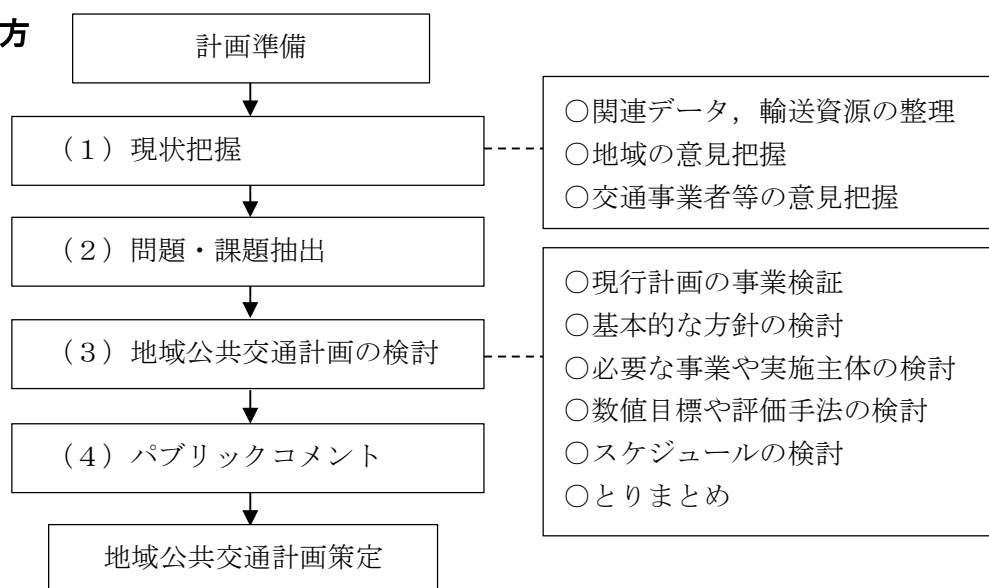 方
計画準備
（１）現状把握
○関連データ，輸送資源の整理
○地域の意見把握
○交通事業者等の意見把握
（２）問題・課題抽出
（３）地域公共交通計画の検討
○現行計画の事業検証
○基本的な方針の検討
○必要な事業や実施主体の検討
○数値目標や評価手法の検討
○スケジュールの検討
○とりまとめ
（４）パブリックコメント
地域公共交通計画策定